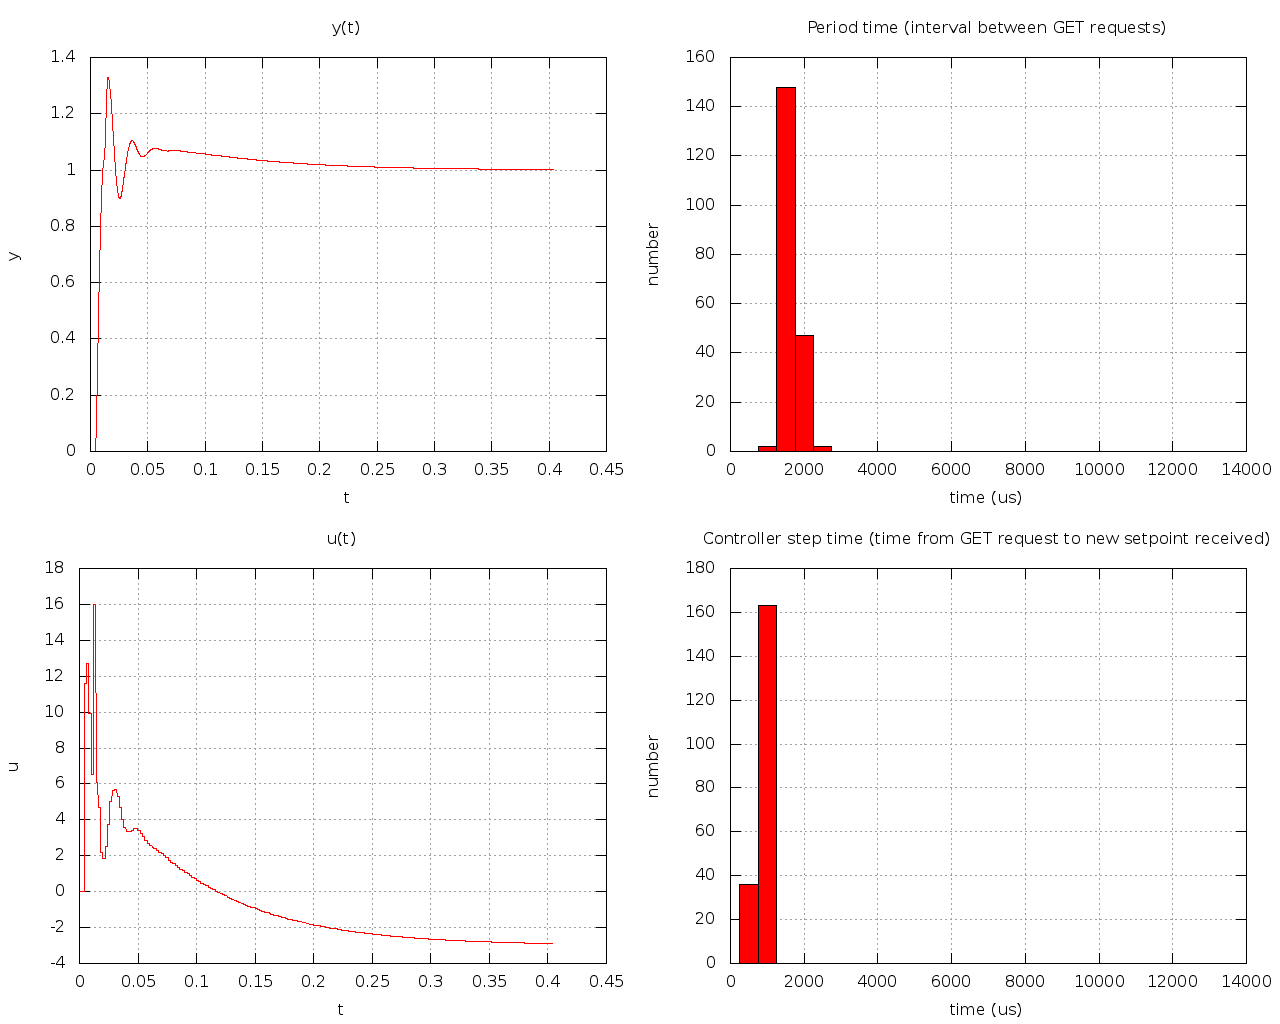 y(t)
1.4
1.2
1
0.8
0.6
0.4
0.2
0
y
0 0.05 0.1 0.15 0.2 0.25 0.3 0.35 0.4 0.45
t
Period time (interval between GET requests)
160
140
120
100
80
60
40
20
0
number
0 2000 4000 6000 8000 10000 12000 14000
time (us)
u(t)
18
16
14
12
10
8
6
4
2
0
-2
-4
u
0 0.05 0.1 0.15 0.2 0.25 0.3 0.35 0.4 0.45
t
Controller step time (time from GET request to new setpoint received)
180
160
140
120
100
80
60
40
20
0
number
0 2000 4000 6000 8000 10000 12000 14000
time (us)